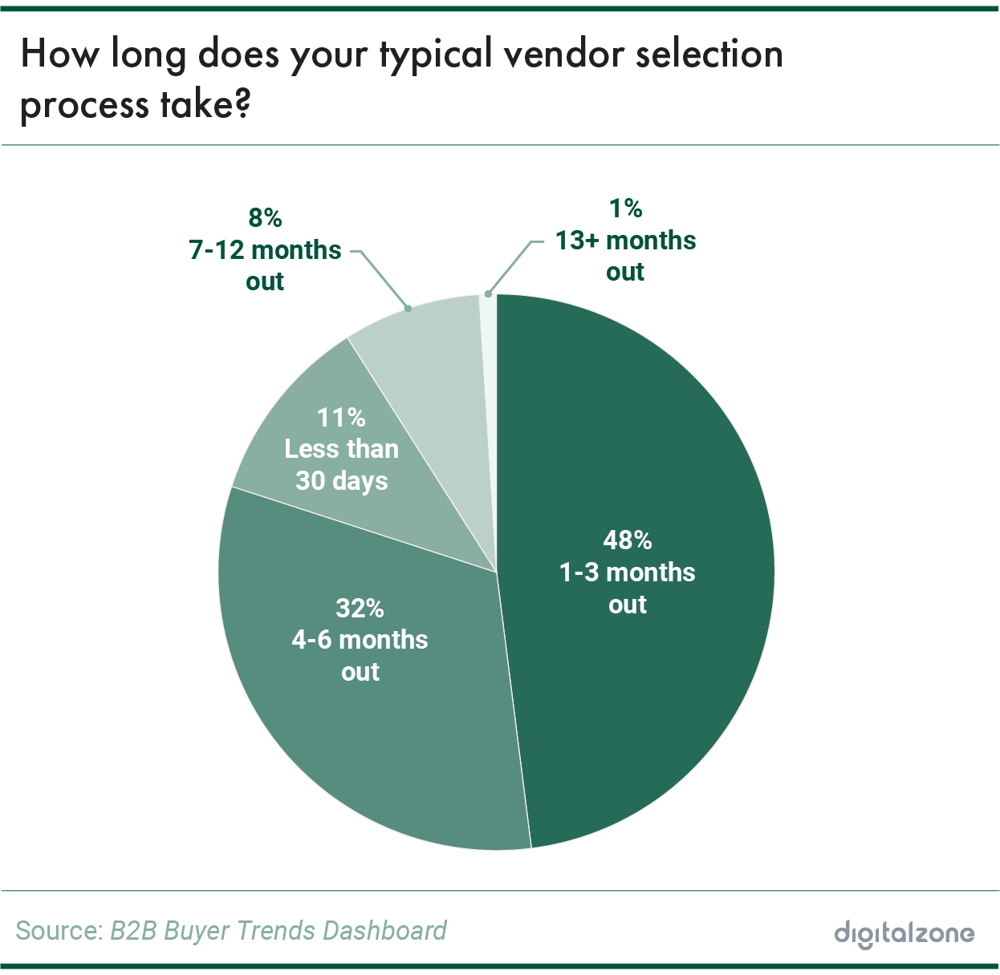 How long does your typical vendor selection
process take?
8%
7-12 months
out
1%
13+ months
out
11%
Less than
30 days
48%
1-3 months
out
32%
4-6 months
out
Source: B2B Buyer Trends Dashboard
digitalzone